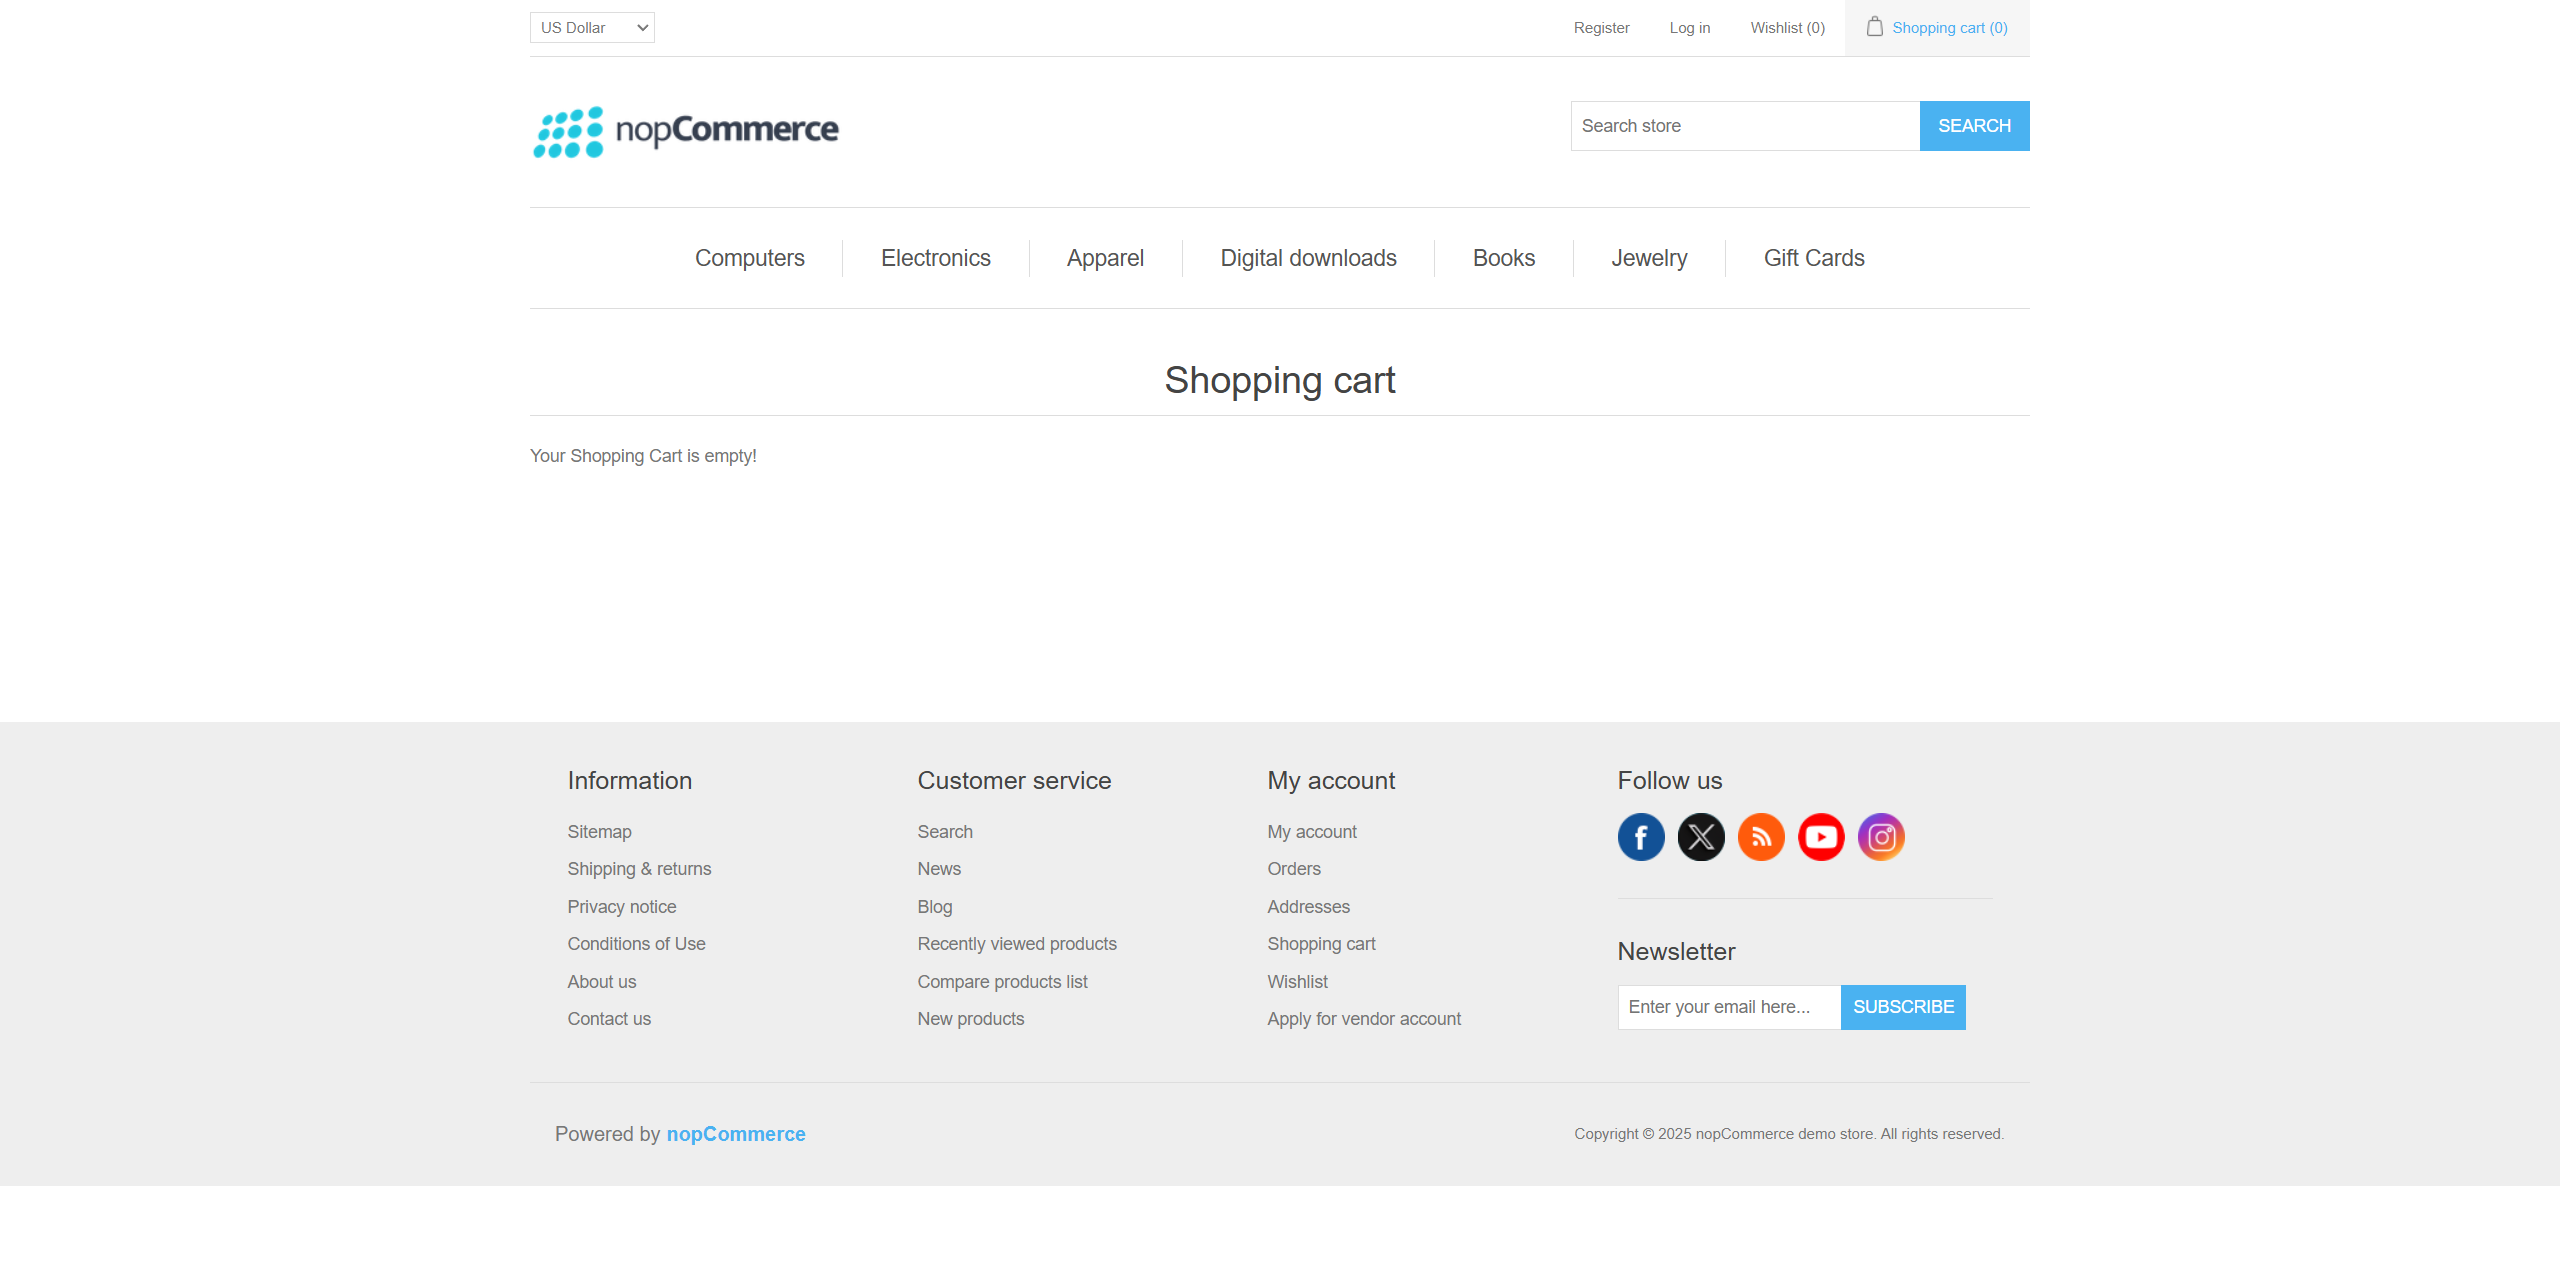 US Dollar
Register Log in Wishlist (0) Shopping cart (0)
nopCommerce
Search store SEARCH
Computers Electronics Apparel Digital downloads Books Jewelry Gift Cards
Shopping cart
Your Shopping Cart is empty!
Information
Sitemap
Shipping & returns
Privacy notice
Conditions of Use
About us
Contact us
Customer service
Search
News
Blog
Recently viewed products
Compare products list
New products
My account
My account
Orders
Addresses
Shopping cart
Wishlist
Apply for vendor account
Follow us
Newsletter
Enter your email here... SUBSCRIBE
Powered by nopCommerce
Copyright © 2025 nopCommerce demo store. All rights reserved.